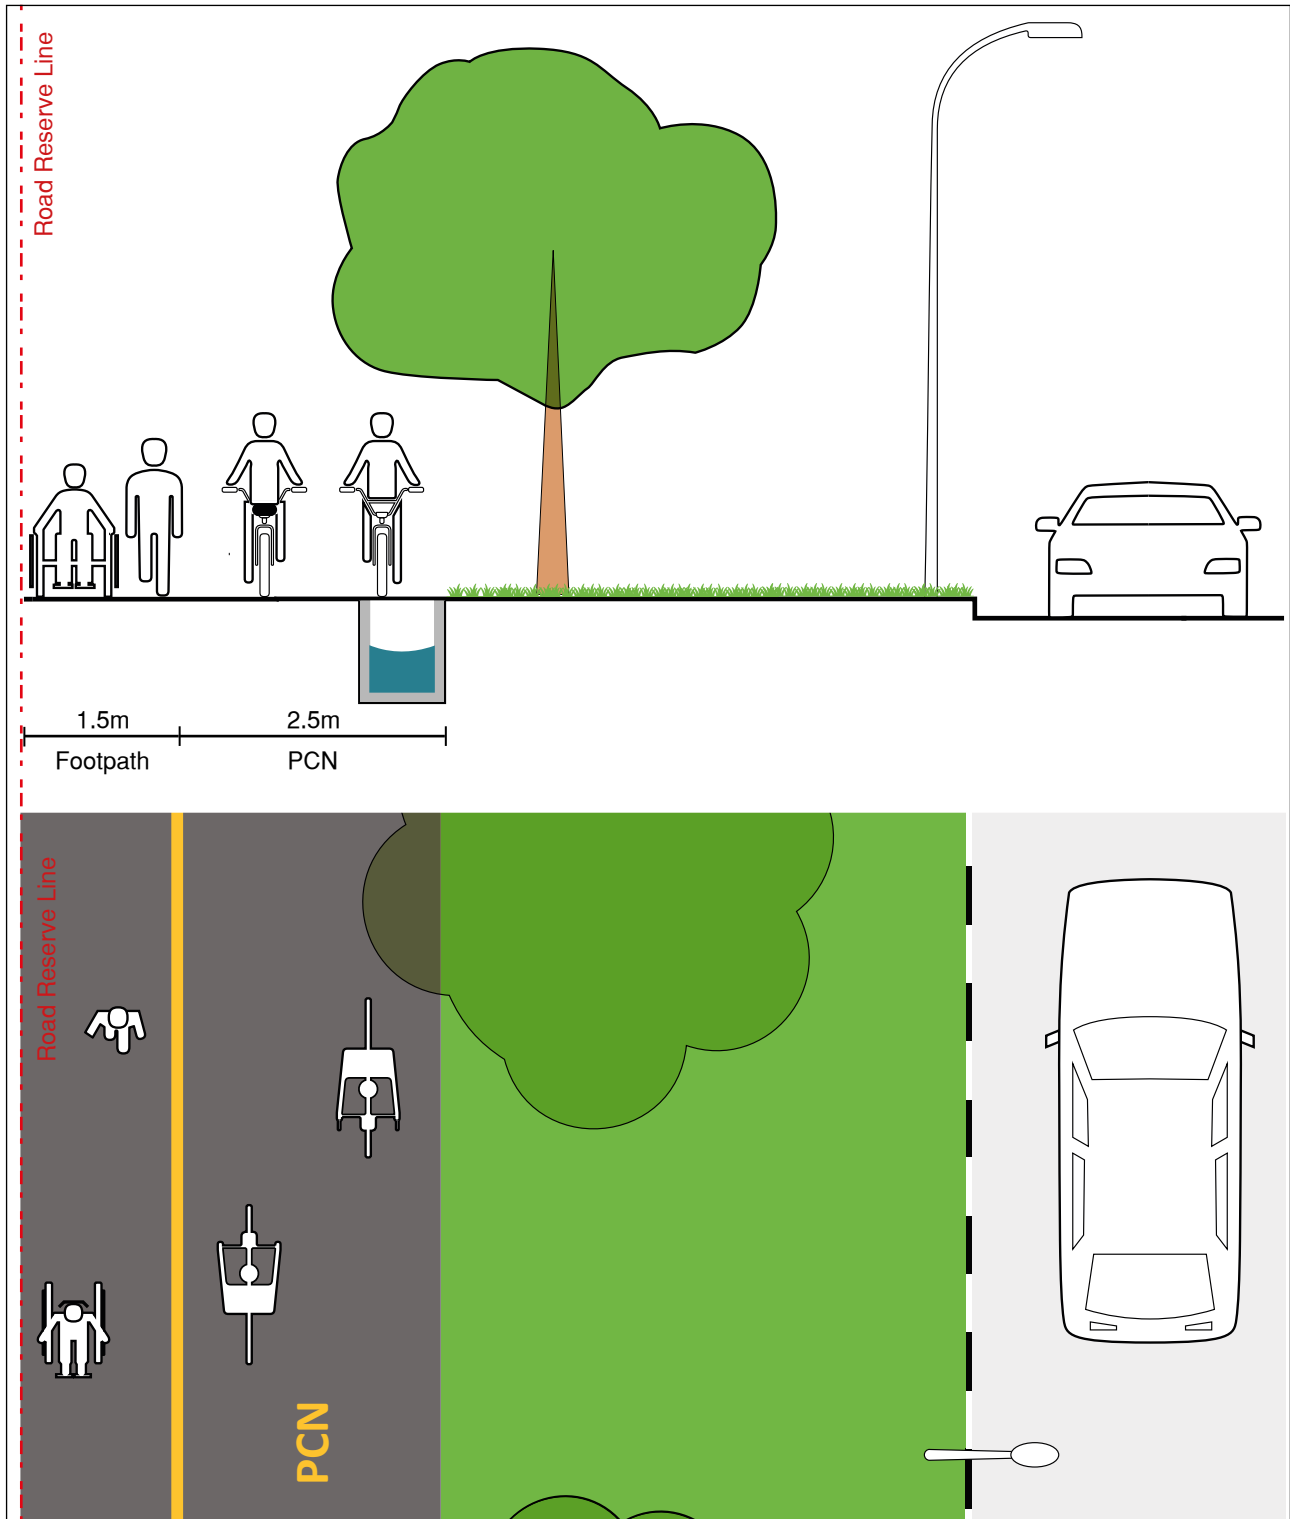 Road Reserve Line
1.5m
2.5m
Footpath
PCN
Road Reserve Line
PCN